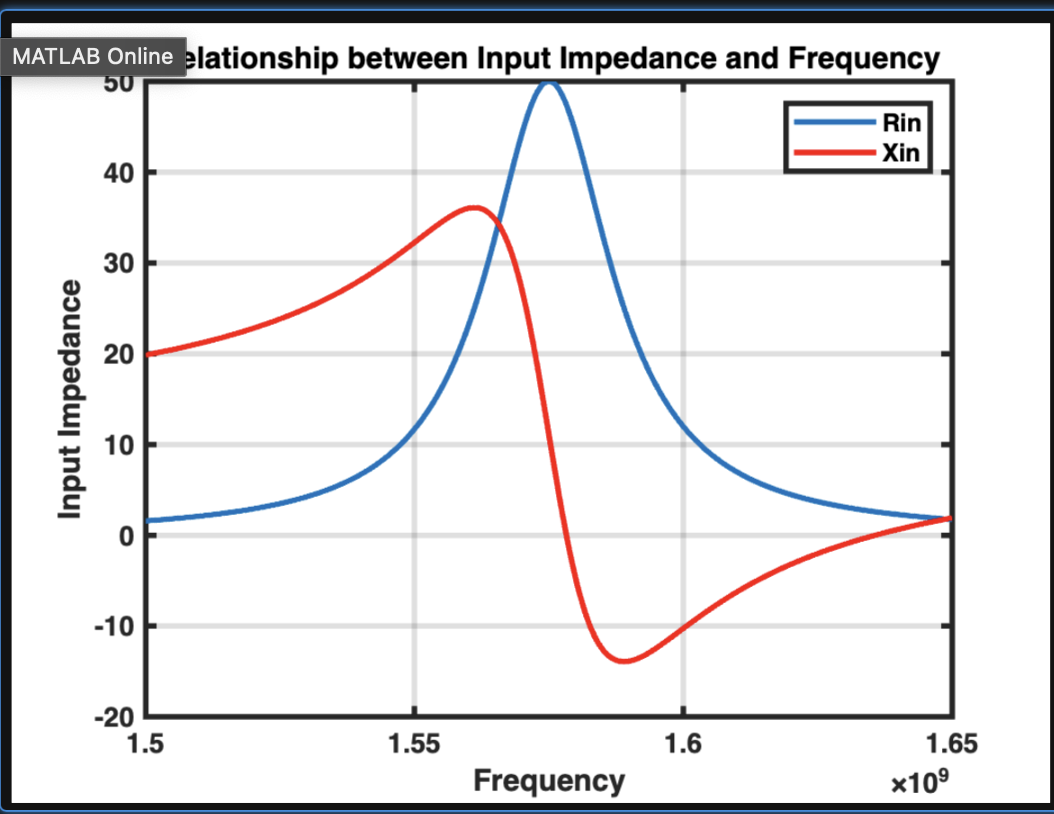 MATLAB Online
elationship between Input Impedance and Frequency
Rin
Xin
Input Impedance
50
40
30
20
10
0
-10
-20
1.5
1.55
1.6
1.65
Frequency
×10⁹